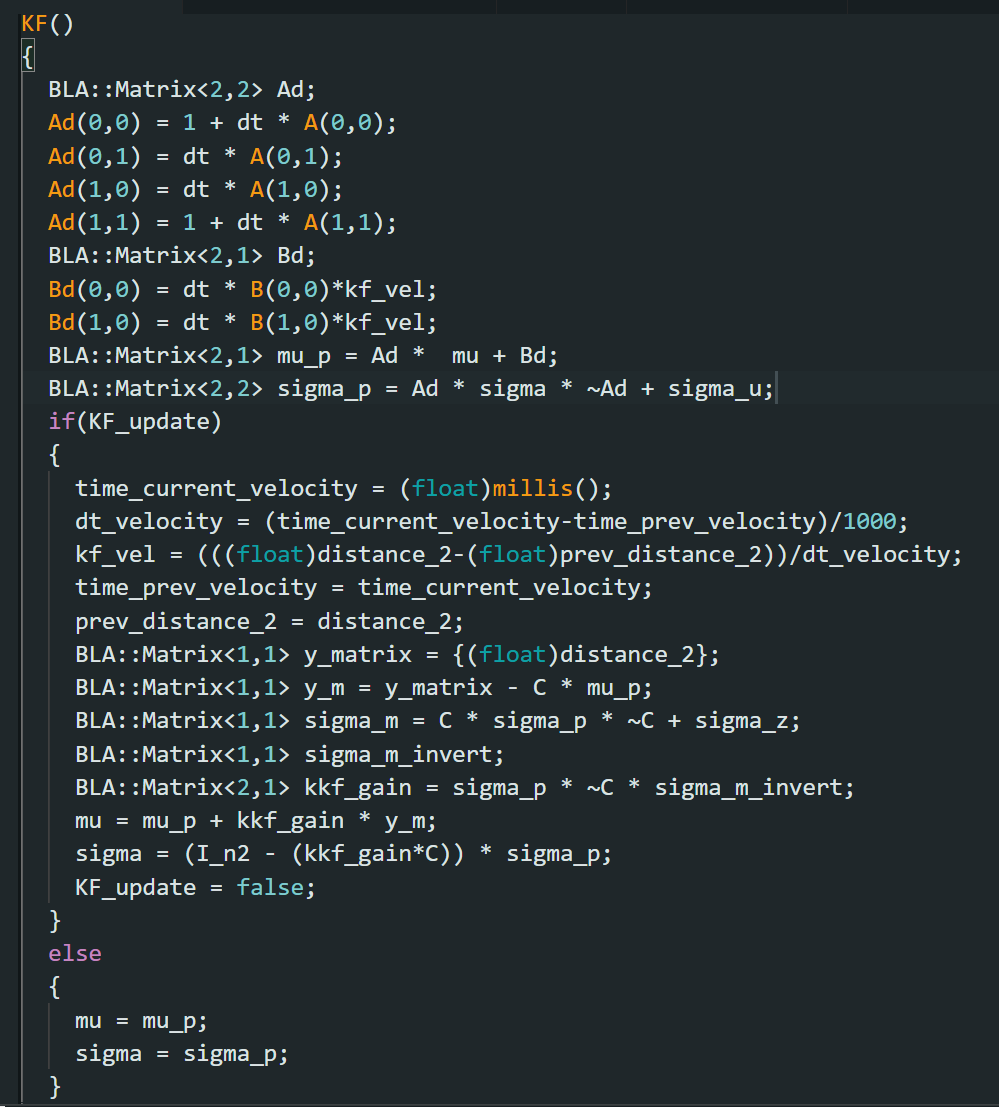 KF()
{
BLA::Matrix<2,2> Ad;
Ad(0,0) = 1 + dt * A(0,0);
Ad(0,1) = dt * A(0,1);
Ad(1,0) = dt * A(1,0);
Ad(1,1) = 1 + dt * A(1,1);
BLA::Matrix<2,1> Bd;
Bd(0,0) = dt * B(0,0)*kf_vel;
Bd(1,0) = dt * B(1,0)*kf_vel;
BLA::Matrix<2,1> mu_p = Ad *  mu + Bd;
BLA::Matrix<2,2> sigma_p = Ad * sigma * ~Ad + sigma_u;
if(KF_update)
{
time_current_velocity = (float)millis();
dt_velocity = (time_current_velocity-time_prev_velocity)/1000;
kf_vel = (((float)distance_2-(float)prev_distance_2))/dt_velocity;
time_prev_velocity = time_current_velocity;
prev_distance_2 = distance_2;
BLA::Matrix<1,1> y_matrix = {(float)distance_2};
BLA::Matrix<1,1> y_m = y_matrix - C * mu_p;
BLA::Matrix<1,1> sigma_m = C * sigma_p * ~C + sigma_z;
BLA::Matrix<1,1> sigma_m_invert;
BLA::Matrix<2,1> kkf_gain = sigma_p * ~C * sigma_m_invert;
mu = mu_p + kkf_gain * y_m;
sigma = (I_n2 - (kkf_gain*C)) * sigma_p;
KF_update = false;
}
else
{
mu = mu_p;
sigma = sigma_p;
}